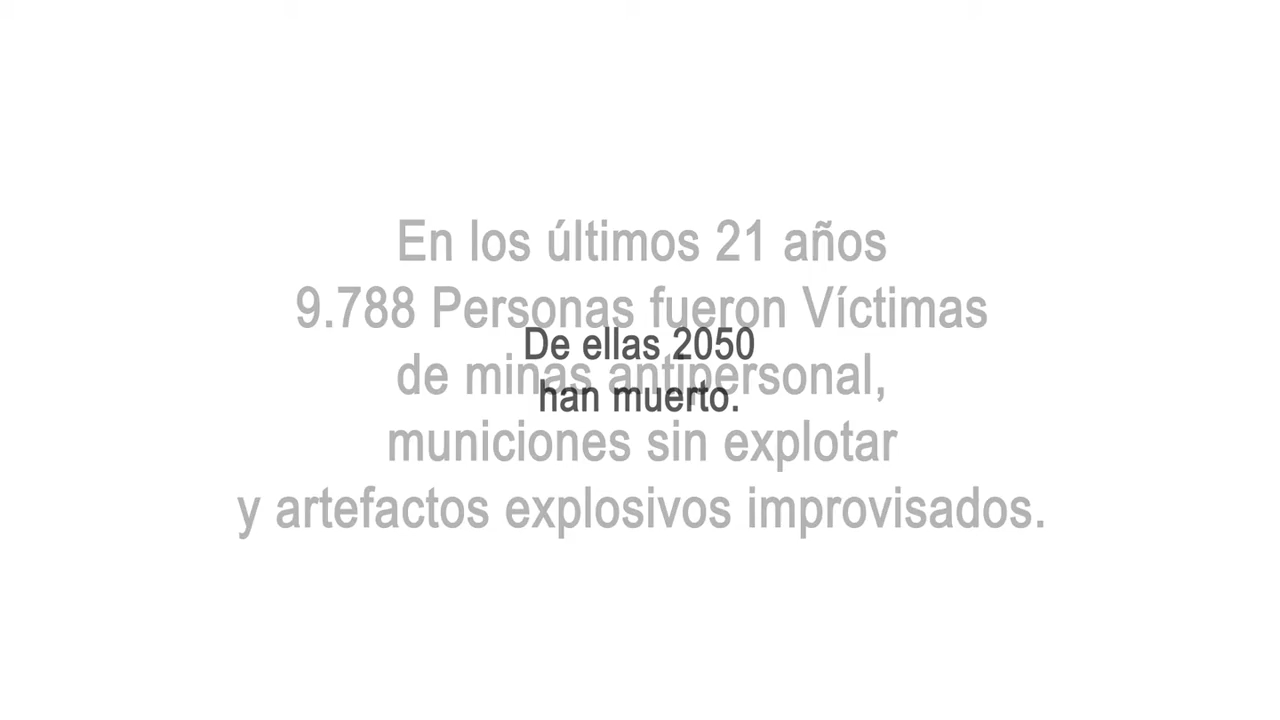 En los últimos 21 años
9.788 Personas fueron Víctimas
De ellas 2050
de minas antipersonal,
han muerto.
municiones sin explotar
y artefactos explosivos improvisados.